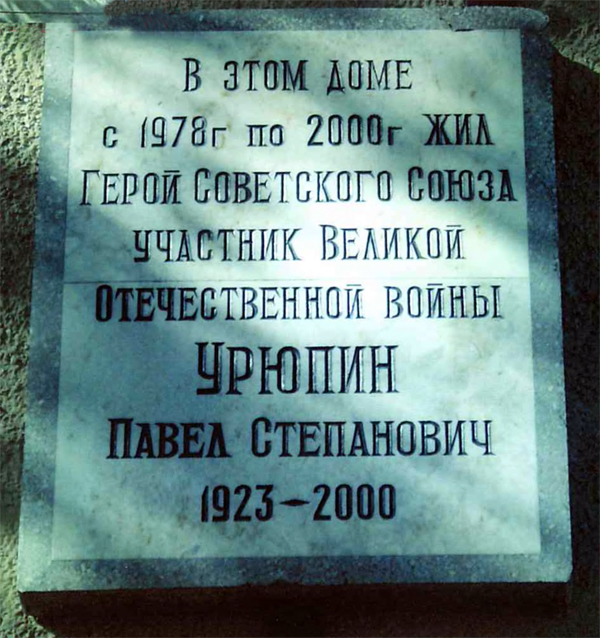 В ЭТОМ ДОМЕ
с 1978г по 2000г ЖИЛ
ГЕРОЙ СОВЕТСКОГО СОЮЗА
УЧАСТНИК ВЕЛИКОЙ
ОТЕЧЕСТВЕННОЙ ВОЙНЫ
УРЮПИН
ПАВЕЛ СТЕПАНОВИЧ
1923-2000